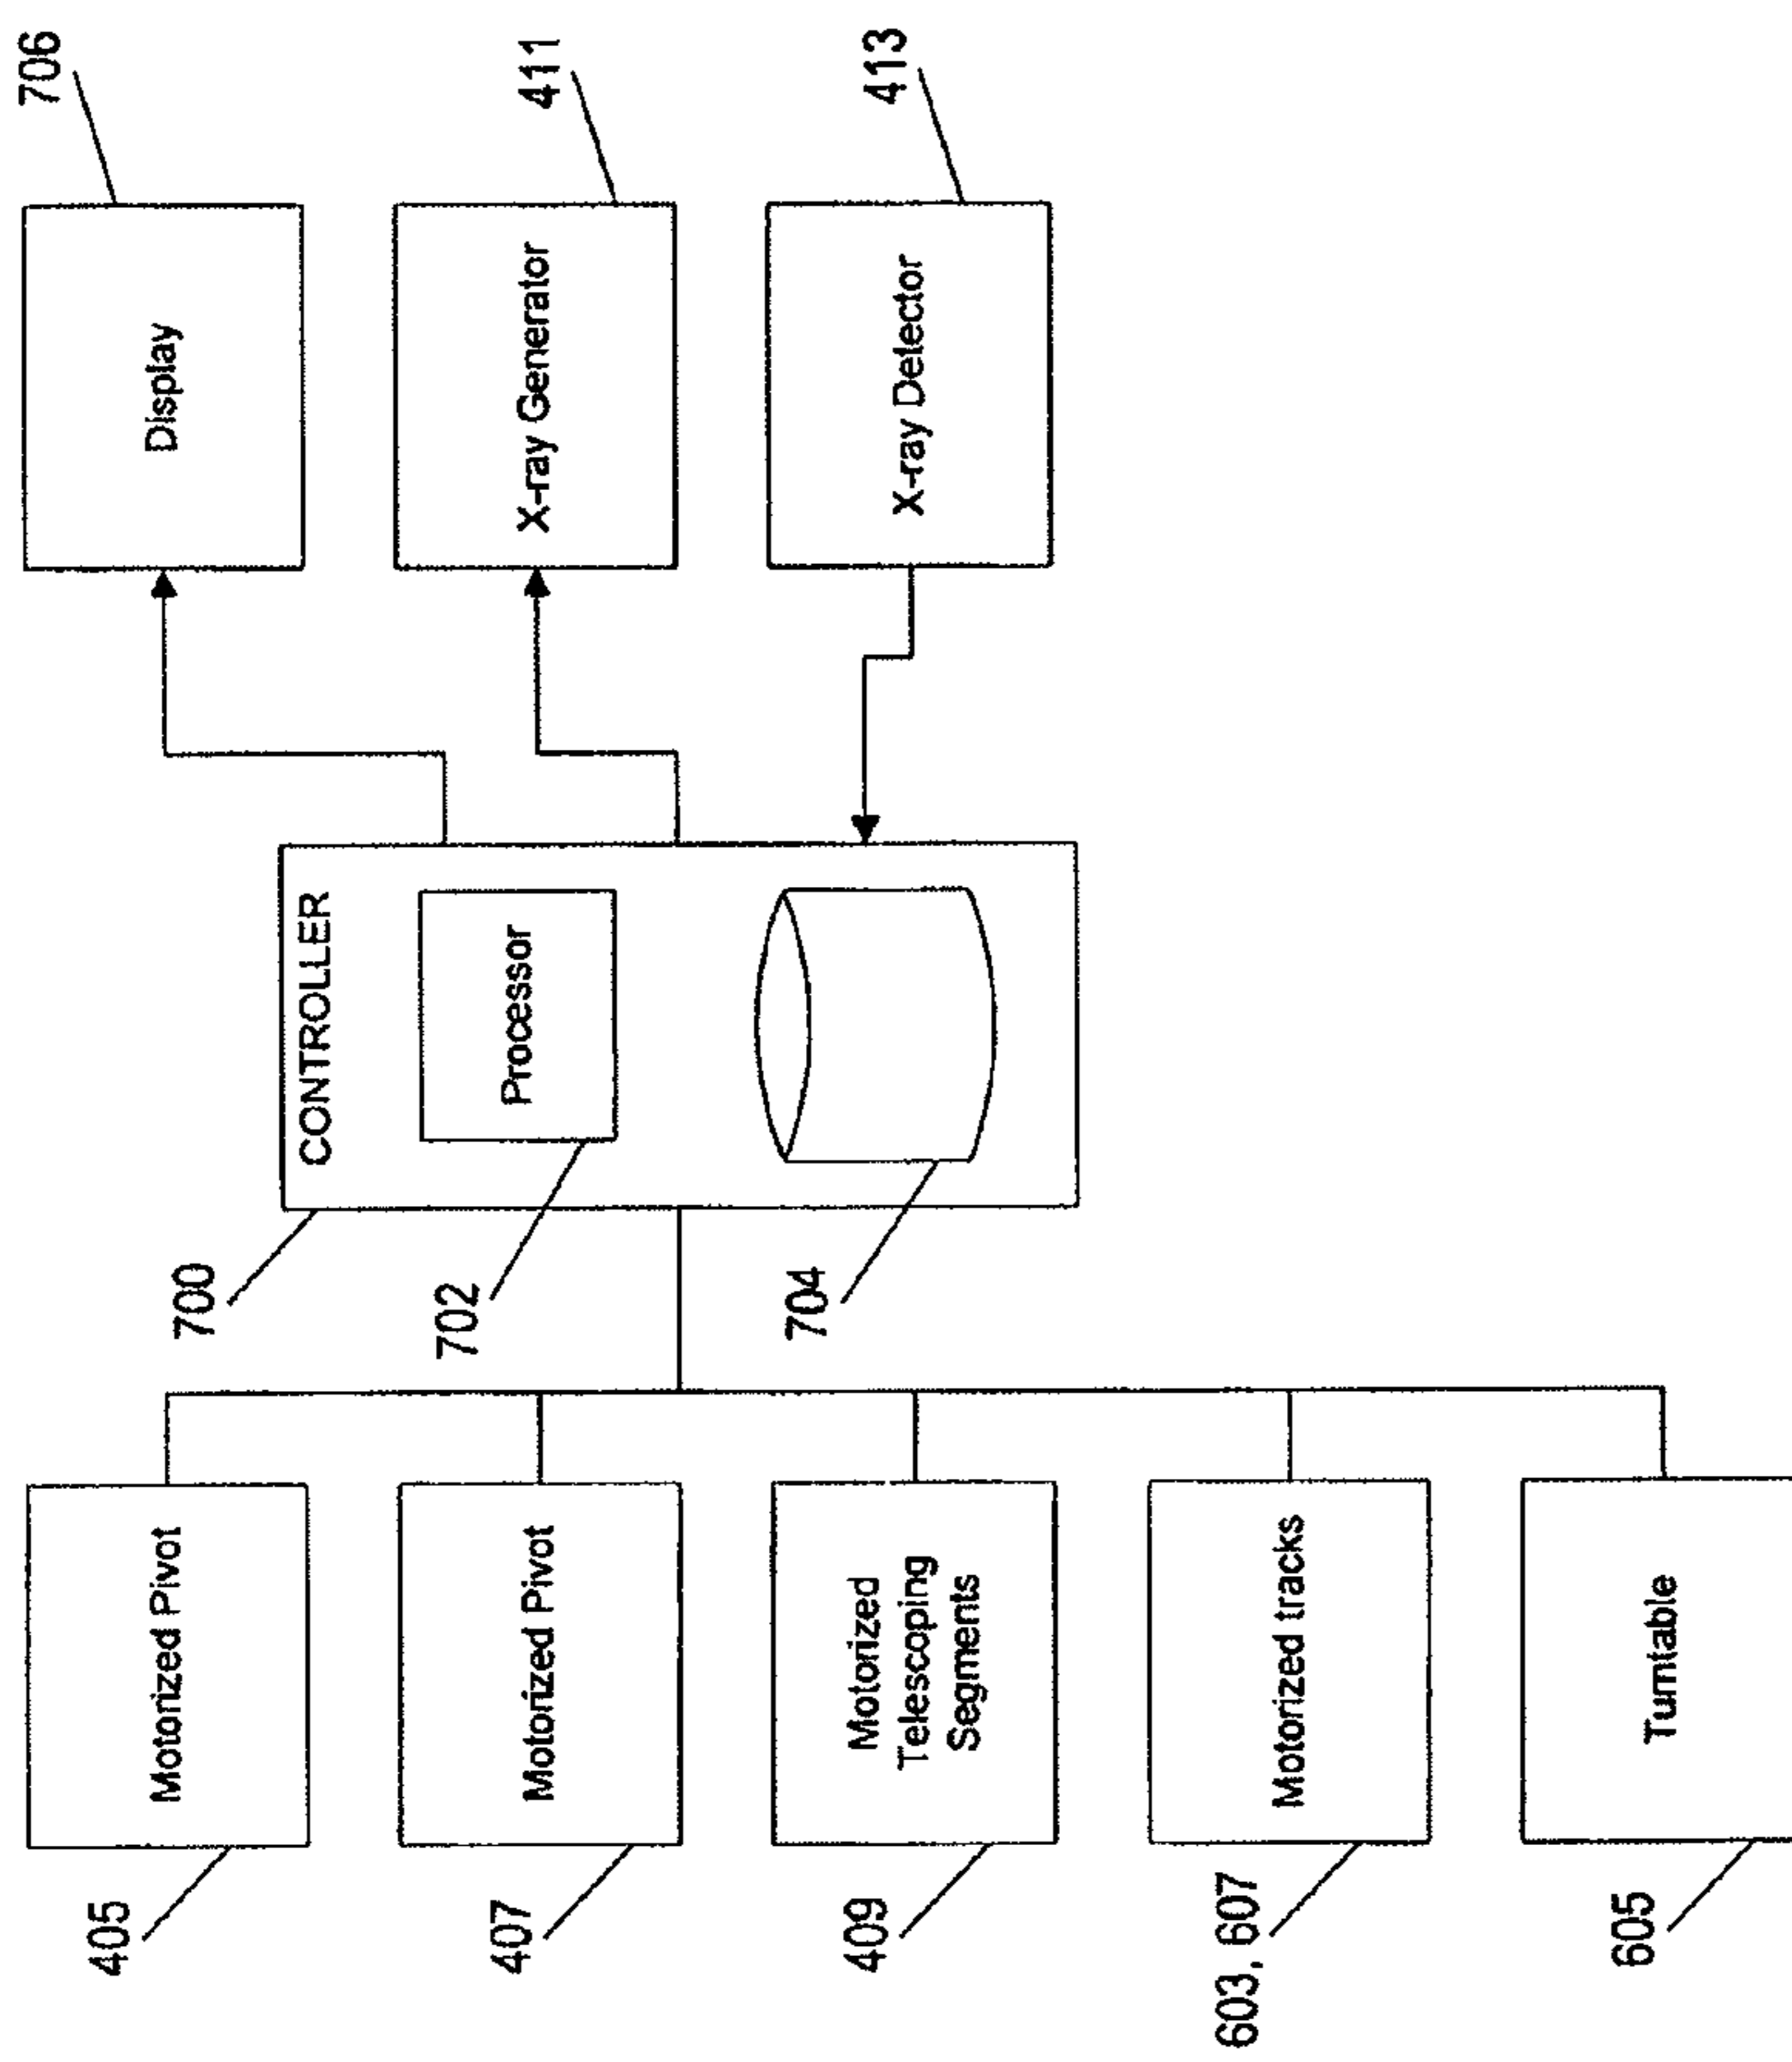 405
Motorized Pivot
407
Motorized Pivot
409
Motorized
Telescoping
Segments
603, 607
Motorized tracks
605
Turntable
700
CONTROLLER
702
Processor
704
706
Display
411
X-ray Generator
413
X-ray Detector